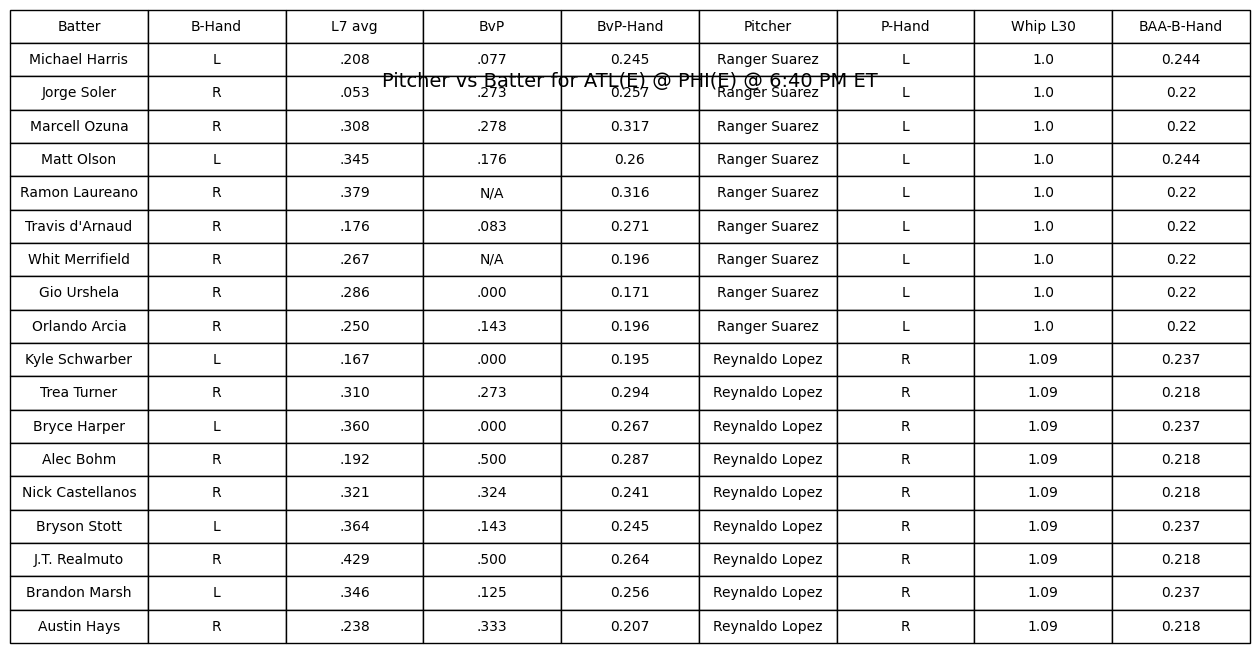 Batter B-Hand L7 avg BvP BvP-Hand Pitcher P-Hand Whip L30 BAA-B-Hand
Michael Harris L .208 .077 0.245 Ranger Suarez L 1.0 0.244
Pitcher vs Batter for ATL(E) @ PHI(E) @ 6:40 PM ET
Jorge Soler R .053 .273 0.257 Ranger Suarez L 1.0 0.22
Marcell Ozuna R .308 .278 0.317 Ranger Suarez L 1.0 0.22
Matt Olson L .345 .176 0.26 Ranger Suarez L 1.0 0.244
Ramon Laureano R .379 N/A 0.316 Ranger Suarez L 1.0 0.22
Travis d'Arnaud R .176 .083 0.271 Ranger Suarez L 1.0 0.22
Whit Merrifield R .267 N/A 0.196 Ranger Suarez L 1.0 0.22
Gio Urshela R .286 .000 0.171 Ranger Suarez L 1.0 0.22
Orlando Arcia R .250 .143 0.196 Ranger Suarez L 1.0 0.22
Kyle Schwarber L .167 .000 0.195 Reynaldo Lopez R 1.09 0.237
Trea Turner R .310 .273 0.294 Reynaldo Lopez R 1.09 0.218
Bryce Harper L .360 .000 0.267 Reynaldo Lopez R 1.09 0.237
Alec Bohm R .192 .500 0.287 Reynaldo Lopez R 1.09 0.218
Nick Castellanos R .321 .324 0.241 Reynaldo Lopez R 1.09 0.218
Bryson Stott L .364 .143 0.245 Reynaldo Lopez R 1.09 0.237
J.T. Realmuto R .429 .500 0.264 Reynaldo Lopez R 1.09 0.218
Brandon Marsh L .346 .125 0.256 Reynaldo Lopez R 1.09 0.237
Austin Hays R .238 .333 0.207 Reynaldo Lopez R 1.09 0.218